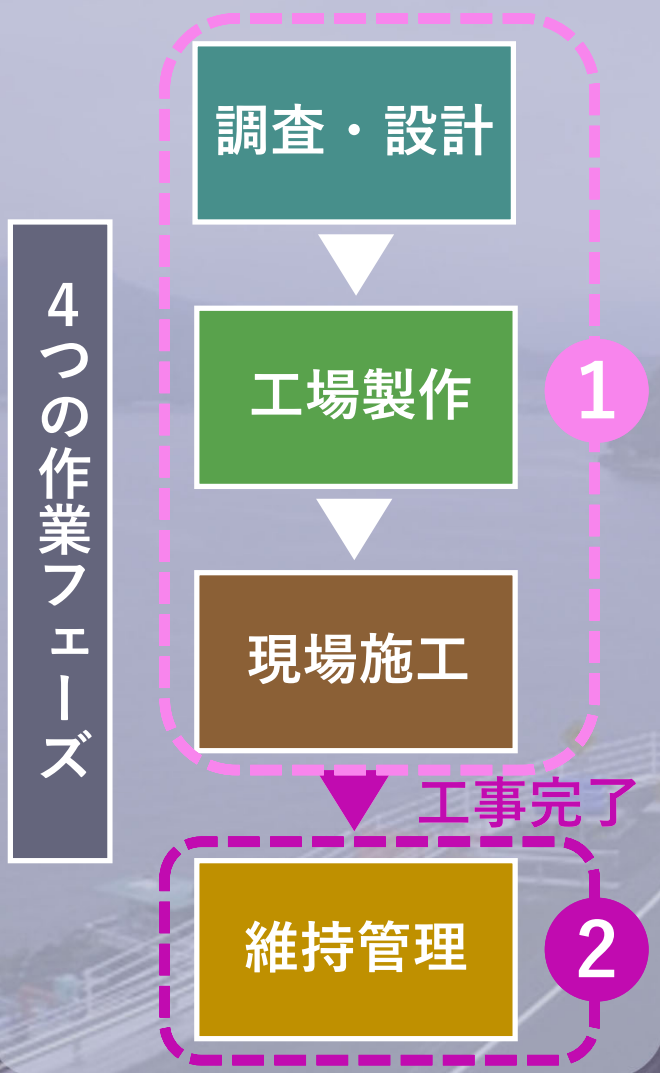 4つの作業フェーズ
調査・設計
工場製作
1
現場施工
工事完了
維持管理
2